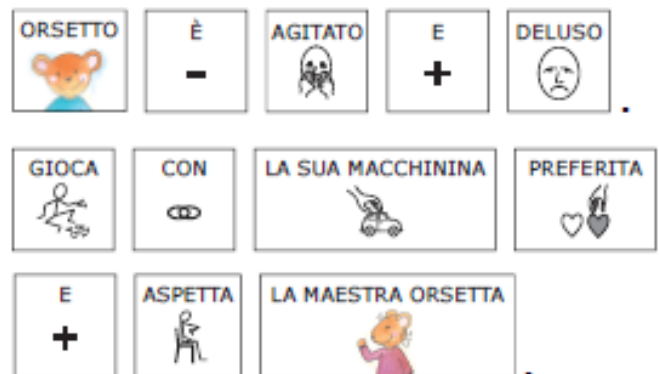 ORSETTO È AGITATO E DELUSO .
GIOCA CON LA SUA MACCHININA PREFERITA
E ASPETTA LA MAESTRA ORSETTA .